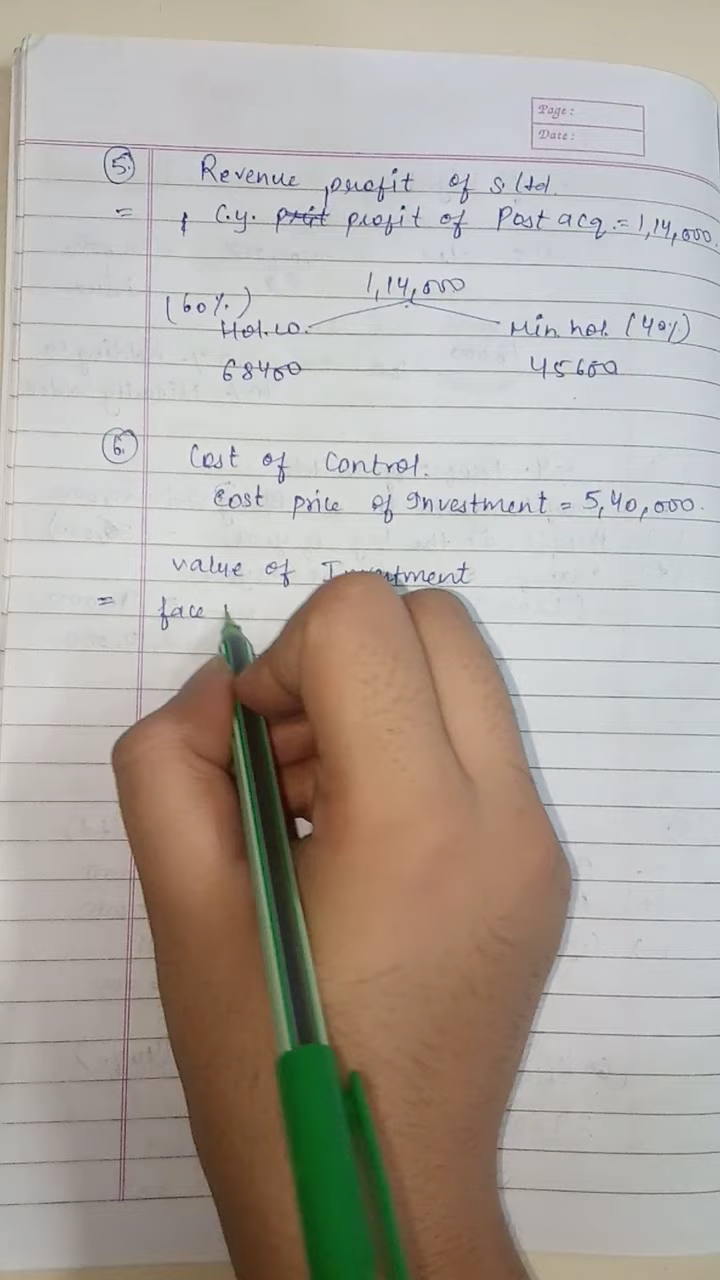 Page:
Date:
5. Revenue profit of S. Ltd.
= C.y. profit of Post acq. = 1,14,000
1,14,000
(60%.)
Hol. co. Min. hol. (40%)
68400 45600
6. Cost of Control.
Cost price of Investment = 5,40,000.
value of Investment
= face